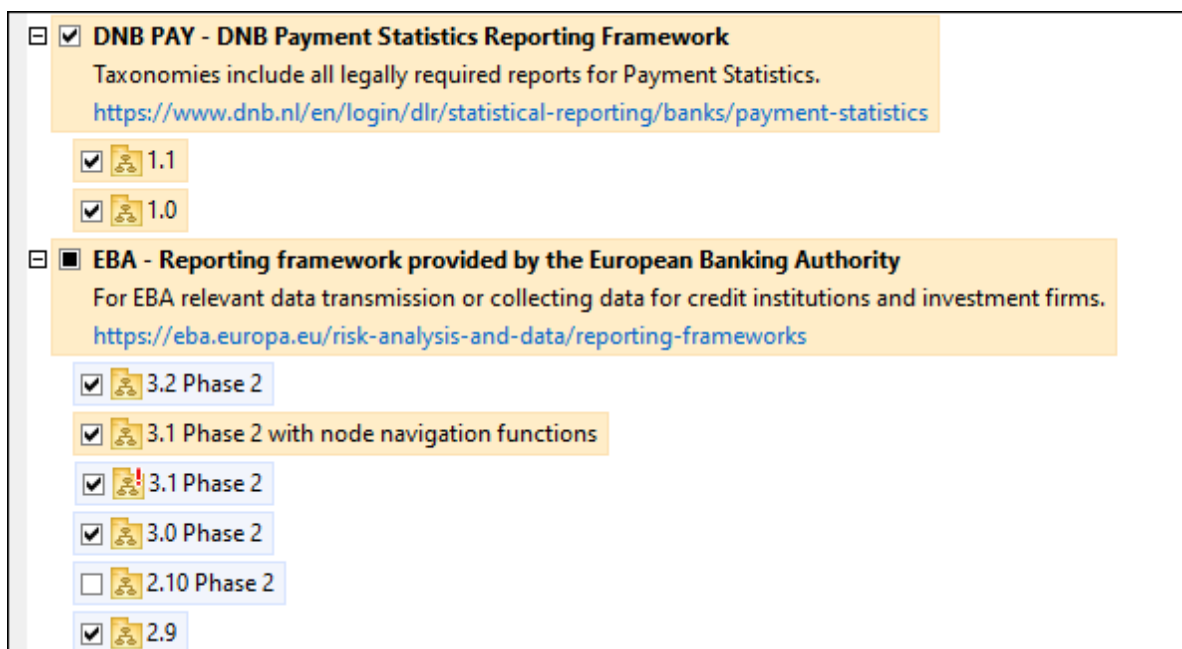 DNB PAY - DNB Payment Statistics Reporting Framework
Taxonomies include all legally required reports for Payment Statistics.
https://www.dnb.nl/en/login/dlr/statistical-reporting/banks/payment-statistics
1.1
1.0
EBA - Reporting framework provided by the European Banking Authority
For EBA relevant data transmission or collecting data for credit institutions and investment firms.
https://eba.europa.eu/risk-analysis-and-data/reporting-frameworks
3.2 Phase 2
3.1 Phase 2 with node navigation functions
3.1 Phase 2
3.0 Phase 2
2.10 Phase 2
2.9